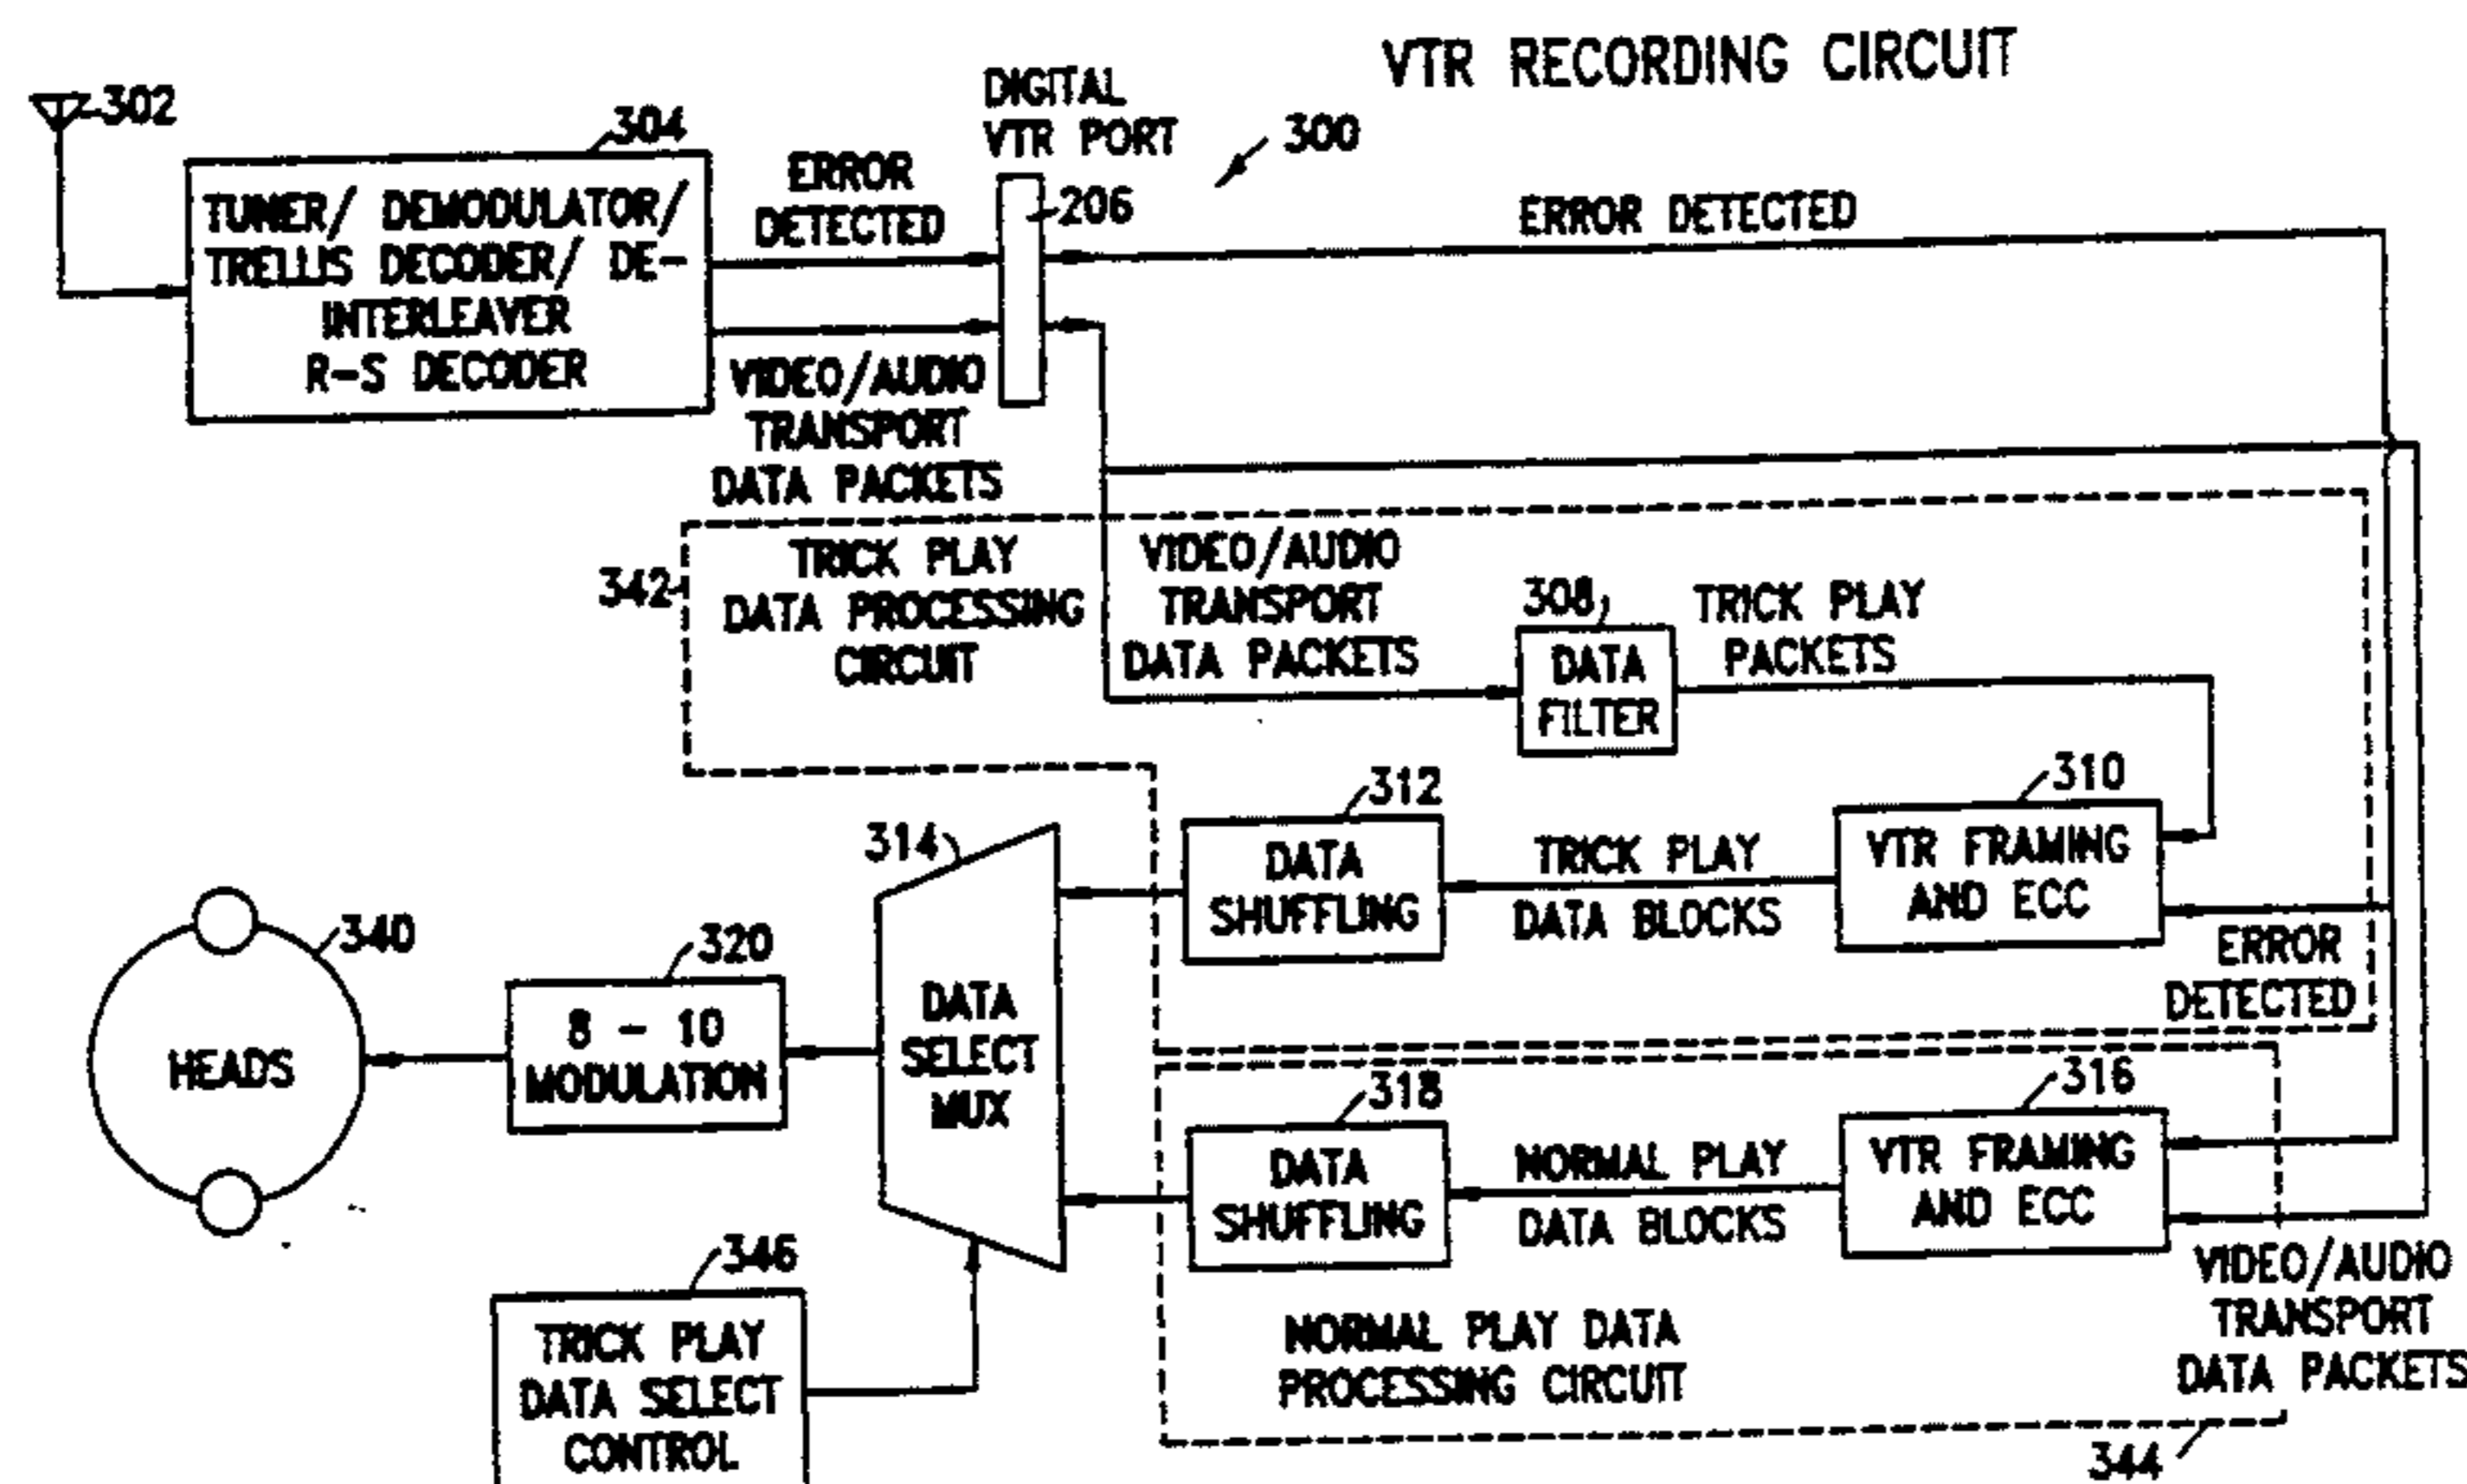 VTR RECORDING CIRCUIT
302
304
TUNER/ DEMODULATOR/
TRELLIS DECODER/ DE-
INTERLEAVER
R-S DECODER
ERROR
DETECTED
DIGITAL
VTR PORT
206
300
ERROR DETECTED
VIDEO/AUDIO
TRANSPORT
DATA PACKETS
342
TRICK PLAY
DATA PROCESSING
CIRCUIT
VIDEO/AUDIO
TRANSPORT
DATA PACKETS
308
DATA
FILTER
TRICK PLAY
PACKETS
310
VTR FRAMING
AND ECC
ERROR
DETECTED
TRICK PLAY
DATA BLOCKS
312
DATA
SHUFFLING
314
DATA
SELECT
MUX
320
8 - 10
MODULATION
340
HEADS
316
VTR FRAMING
AND ECC
NORMAL PLAY
DATA BLOCKS
318
DATA
SHUFFLING
VIDEO/AUDIO
TRANSPORT
DATA PACKETS
NORMAL PLAY DATA
PROCESSING CIRCUIT
344
346
TRICK PLAY
DATA SELECT
CONTROL